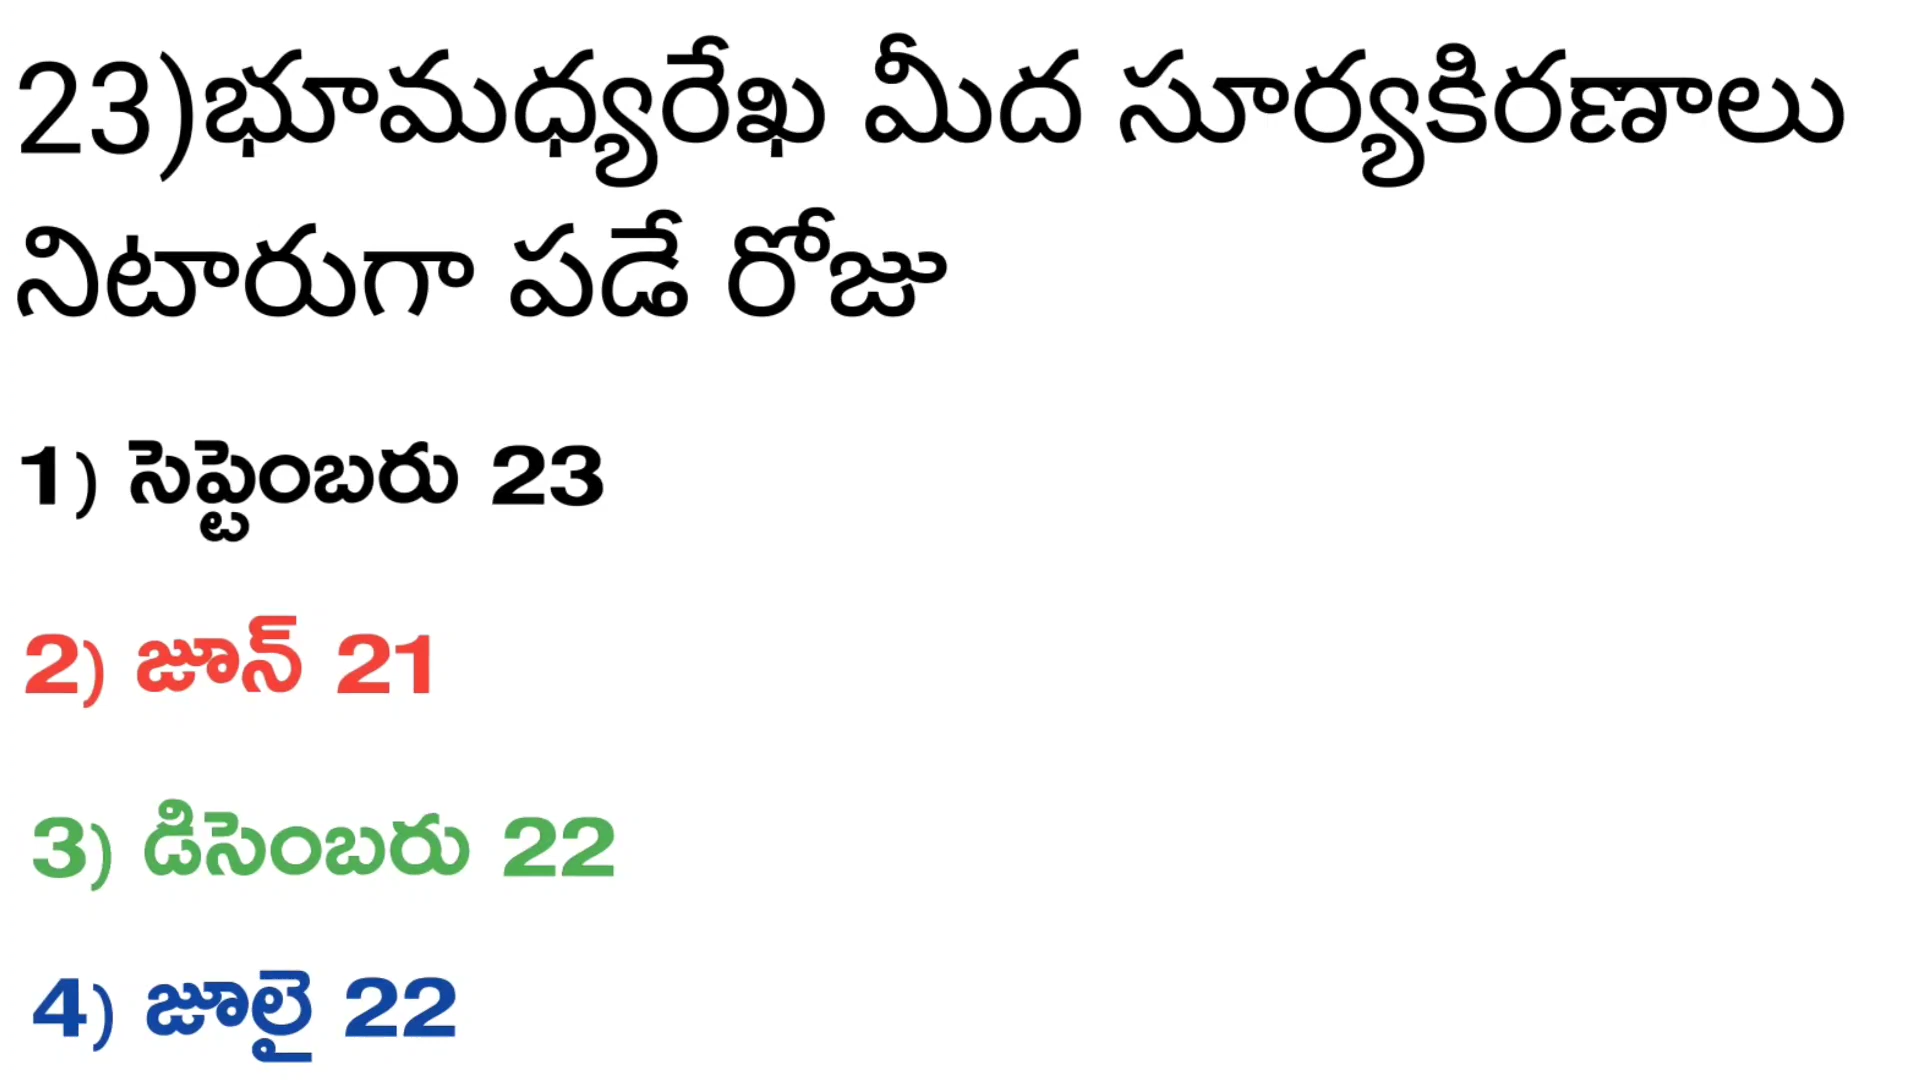 23)భూమధ్యరేఖ మీద సూర్యకిరణాలు
నిటారుగా పడే రోజు
1) సెప్టెంబరు 23
2) జూన్ 21
3) డిసెంబరు 22
4) జూలై 22